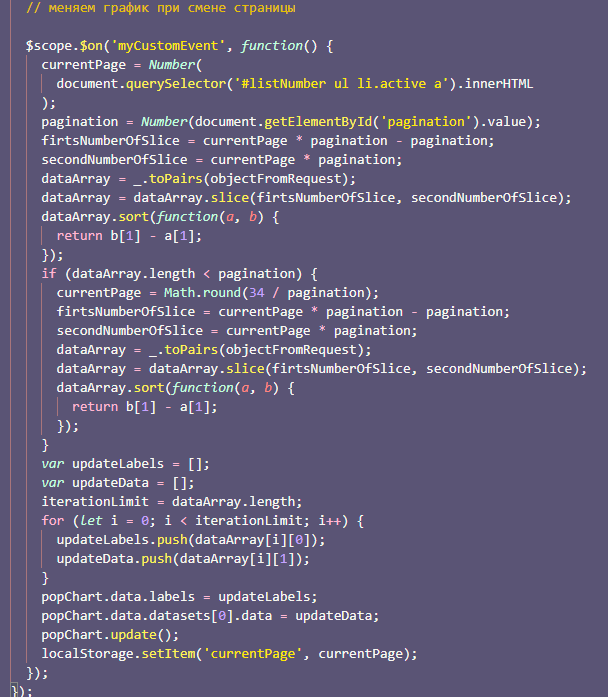 // меняем график при смене страницы
$scope.$on('myCustomEvent', function() {
currentPage = Number(
document.querySelector('#listNumber ul li.active a').innerHTML
);
pagination = Number(document.getElementById('pagination').value);
firtsNumberOfSlice = currentPage * pagination - pagination;
secondNumberOfSlice = currentPage * pagination;
dataArray = _.toPairs(objectFromRequest);
dataArray = dataArray.slice(firtsNumberOfSlice, secondNumberOfSlice);
dataArray.sort(function(a, b) {
return b[1] - a[1];
});
if (dataArray.length < pagination) {
currentPage = Math.round(34 / pagination);
firtsNumberOfSlice = currentPage * pagination - pagination;
secondNumberOfSlice = currentPage * pagination;
dataArray = _.toPairs(objectFromRequest);
dataArray = dataArray.slice(firtsNumberOfSlice, secondNumberOfSlice);
dataArray.sort(function(a, b) {
return b[1] - a[1];
});
}
var updateLabels = [];
var updateData = [];
iterationLimit = dataArray.length;
for (let i = 0; i < iterationLimit; i++) {
updateLabels.push(dataArray[i][0]);
updateData.push(dataArray[i][1]);
}
popChart.data.labels = updateLabels;
popChart.data.datasets[0].data = updateData;
popChart.update();
localStorage.setItem('currentPage', currentPage);
});
});